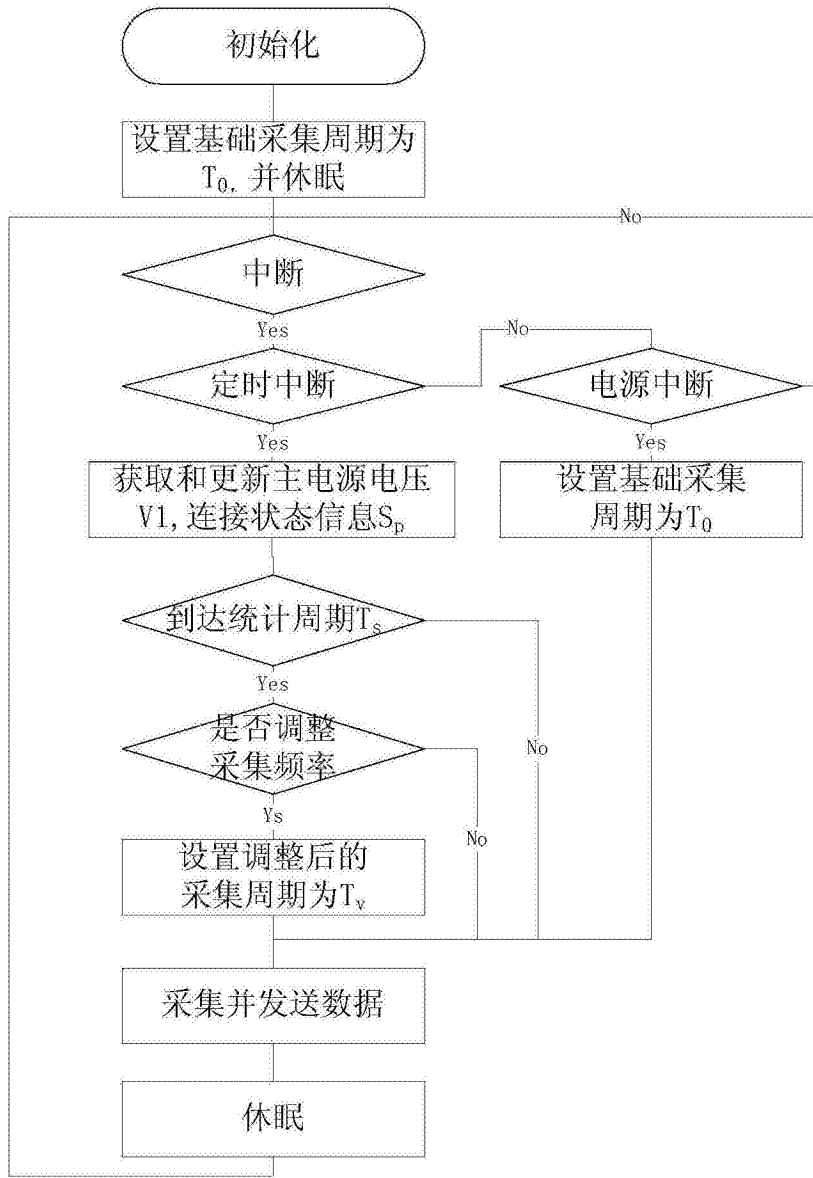 初始化
设置基础采集周期为
T₀, 并休眠
No
中断
Yes
No
定时中断
电源中断
Yes
Yes
获取和更新主电源电压
V1,连接状态信息Sₚ
设置基础采集
周期为T₀
到达统计周期Tₛ
Yes
是否调整
采集频率
No
Ys
No
设置调整后的
采集周期为Tᵥ
采集并发送数据
休眠